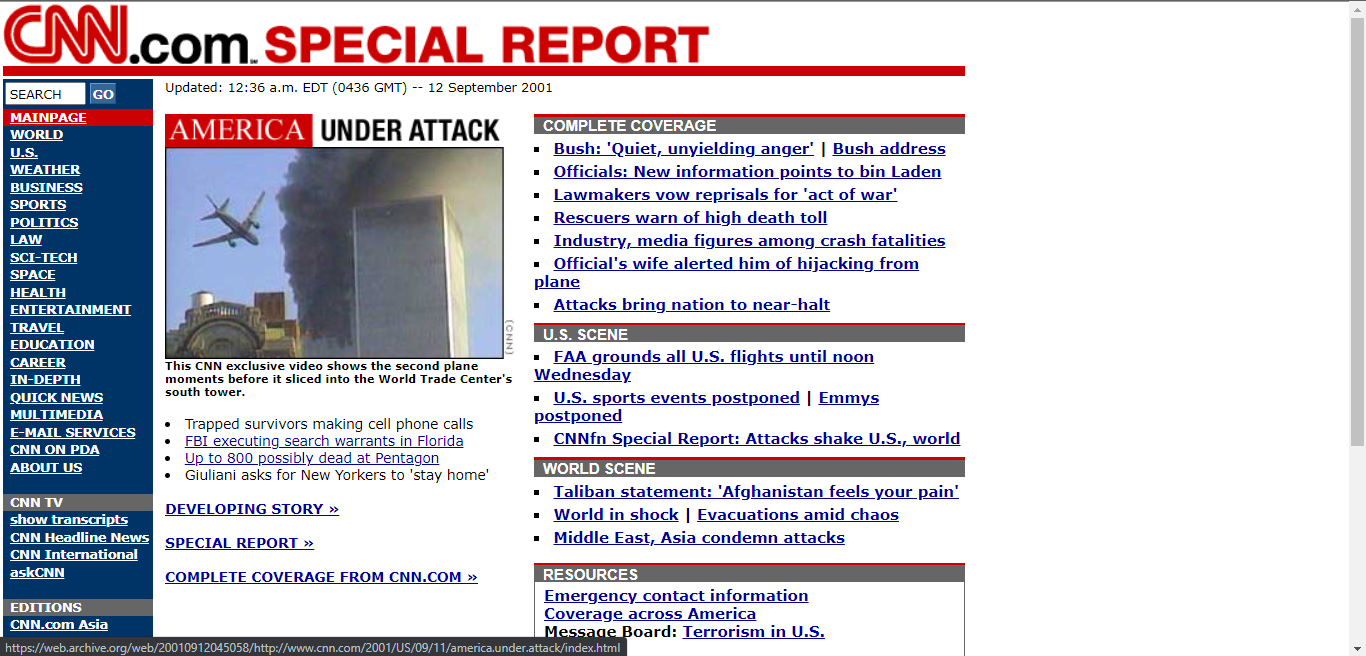 CNN.com SPECIAL REPORT
SEARCH GO
MAINPAGE
WORLD
U.S.
WEATHER
BUSINESS
SPORTS
POLITICS
LAW
SCI-TECH
SPACE
HEALTH
ENTERTAINMENT
TRAVEL
EDUCATION
CAREER
IN-DEPTH
QUICK NEWS
MULTIMEDIA
E-MAIL SERVICES
CNN ON PDA
ABOUT US
CNN TV
show transcripts
CNN Headline News
CNN International
askCNN
EDITIONS
CNN.com Asia
Updated: 12:36 a.m. EDT (0436 GMT) -- 12 September 2001
AMERICA UNDER ATTACK
(CNN)
This CNN exclusive video shows the second plane
moments before it sliced into the World Trade Center's
south tower.
• Trapped survivors making cell phone calls
• FBI executing search warrants in Florida
• Up to 800 possibly dead at Pentagon
• Giuliani asks for New Yorkers to 'stay home'
DEVELOPING STORY »
SPECIAL REPORT »
COMPLETE COVERAGE FROM CNN.COM »
COMPLETE COVERAGE
▪ Bush: 'Quiet, unyielding anger' | Bush address
▪ Officials: New information points to bin Laden
▪ Lawmakers vow reprisals for 'act of war'
▪ Rescuers warn of high death toll
▪ Industry, media figures among crash fatalities
▪ Official's wife alerted him of hijacking from
plane
▪ Attacks bring nation to near-halt
U.S. SCENE
▪ FAA grounds all U.S. flights until noon
Wednesday
▪ U.S. sports events postponed | Emmys
postponed
▪ CNNfn Special Report: Attacks shake U.S., world
WORLD SCENE
▪ Taliban statement: 'Afghanistan feels your pain'
▪ World in shock | Evacuations amid chaos
▪ Middle East, Asia condemn attacks
RESOURCES
Emergency contact information
Coverage across America
Message Board: Terrorism in U.S.
https://web.archive.org/web/20010912045058/http://www.cnn.com/2001/US/09/11/america.under.attack/index.html